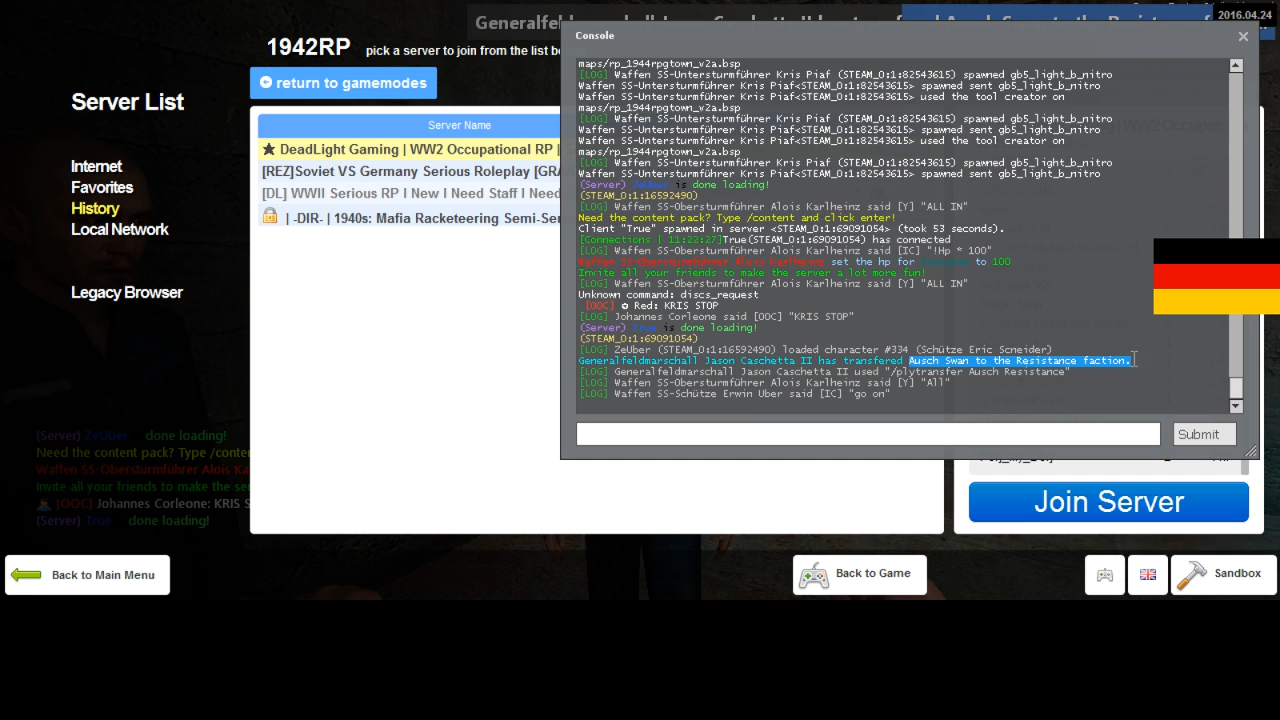 2016.04.24
1942RP pick a server to join from the list be
return to gamemodes
Server List
Internet
Favorites
History
Local Network
Legacy Browser
Server Name
DeadLight Gaming | WW2 Occupational RP |
[REZ]Soviet VS Germany Serious Roleplay [GRA
[DL] WWII Serious RP I New I Need Staff I Need
| -DIR- | 1940s: Mafia Racketeering Semi-Ser
Console
maps/rp_1944rpgtown_v2a.bsp
[LOG] Waffen SS-Untersturmführer Kris Piaf (STEAM_0:1:82543615) spawned gb5_light_b_nitro
Waffen SS-Untersturmführer Kris Piaf<STEAM_0:1:82543615> spawned sent gb5_light_b_nitro
Waffen SS-Untersturmführer Kris Piaf<STEAM_0:1:82543615> used the tool creator on
maps/rp_1944rpgtown_v2a.bsp
[LOG] Waffen SS-Untersturmführer Kris Piaf (STEAM_0:1:82543615) spawned gb5_light_b_nitro
Waffen SS-Untersturmführer Kris Piaf<STEAM_0:1:82543615> spawned sent gb5_light_b_nitro
Waffen SS-Untersturmführer Kris Piaf<STEAM_0:1:82543615> used the tool creator on
maps/rp_1944rpgtown_v2a.bsp
[LOG] Waffen SS-Untersturmführer Kris Piaf (STEAM_0:1:82543615) spawned gb5_light_b_nitro
Waffen SS-Untersturmführer Kris Piaf<STEAM_0:1:82543615> spawned sent gb5_light_b_nitro
(Server) ZeUber is done loading!
(STEAM_0:1:16592490)
[LOG] Waffen SS-Obersturmführer Alois Karlheinz said [Y] "ALL IN"
Need the content pack? Type /content and click enter!
Client "True" spawned in server <STEAM_0:1:69091054> (took 53 seconds).
[Connections | 11:22:27]True(STEAM_0:1:69091054) has connected
[LOG] Waffen SS-Obersturmführer Alois Karlheinz said [IC] "!Hp * 100"
Waffen SS-Obersturmführer Alois Karlheinz set the hp for to 100
Invite all your friends to make the server a lot more fun!
[LOG] Waffen SS-Obersturmführer Alois Karlheinz said [Y] "ALL IN"
Unknown command: discs_request
[OOC] Red: KRIS STOP
[LOG] Johannes Corleone said [OOC] "KRIS STOP"
(Server) True is done loading!
(STEAM_0:1:69091054)
[LOG] ZeUber (STEAM_0:1:16592490) loaded character #334 (Schütze Eric Scneider)
Generalfeldmarschall Jason Caschetta II has transfered Ausch Swan to the Resistance faction.
[LOG] Generalfeldmarschall Jason Caschetta II used "/plytransfer Ausch Resistance"
[LOG] Waffen SS-Obersturmführer Alois Karlheinz said [Y] "All"
[LOG] Waffen SS-Schütze Erwin Uber said [IC] "go on"
Submit
(Server) ZeUber done loading!
Need the content pack? Type /conter
Waffen SS-Obersturmführer Alois Ka
Invite all your friends to make the se
[OOC] Johannes Corleone: KRIS S
(Server) True done loading!
Join Server
Back to Main Menu
Back to Game
Sandbox